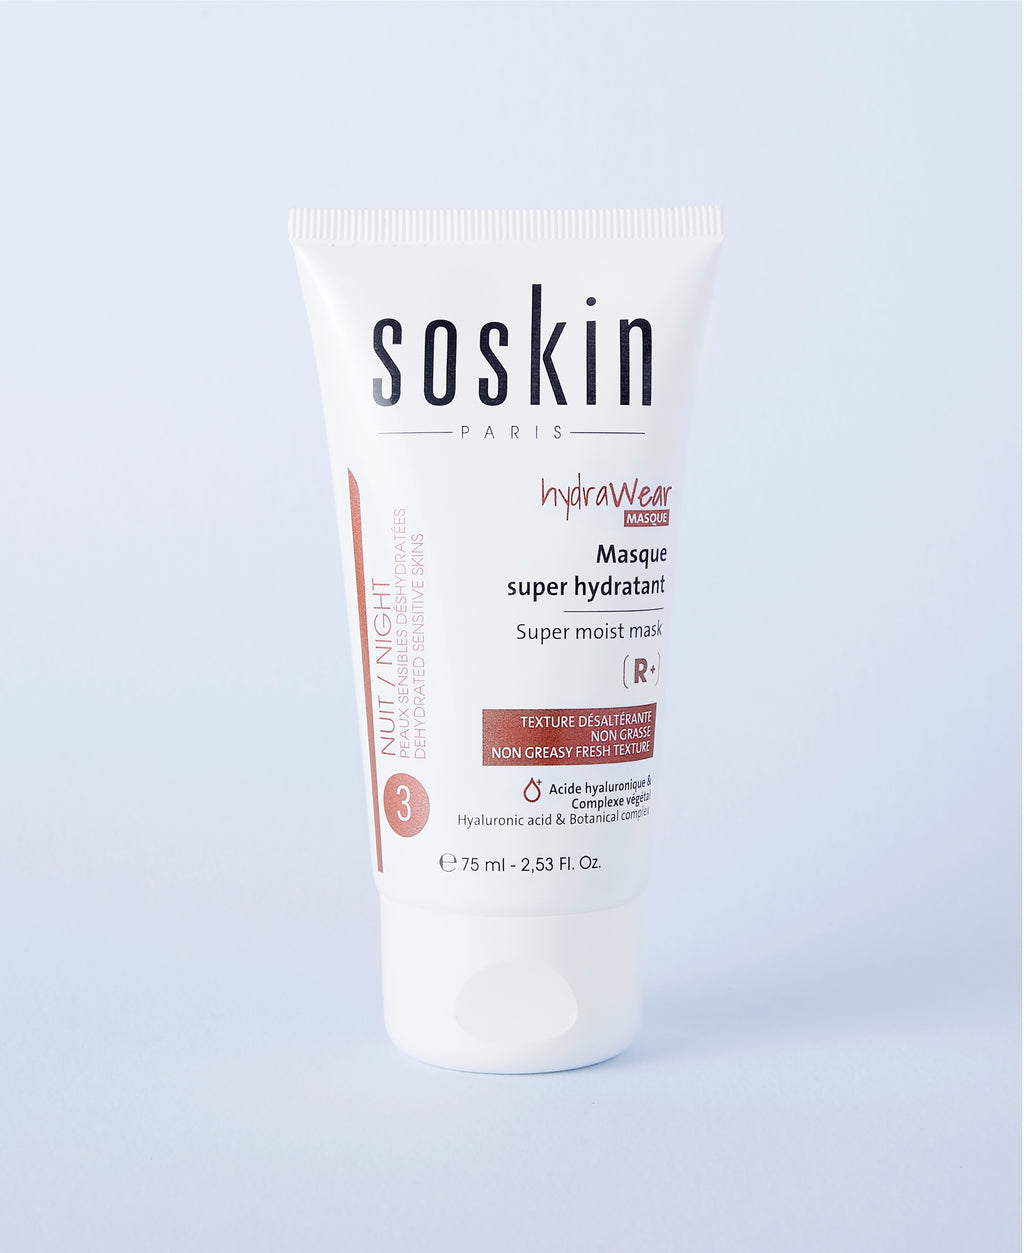 soskin
PARIS
hydraWear
MASQUE
Masque
super hydratant
Super moist mask
[R+]
TEXTURE DÉSALTÉRANTE
NON GRASSE
NON GREASY FRESH TEXTURE
Acide hyaluronique &
Complexe végétal
Hyaluronic acid & Botanical complex
℮ 75 ml - 2,53 Fl. Oz.
NUIT / NIGHT
PEAUX SENSIBLES DÉSHYDRATÉES
DEHYDRATED SENSITIVE SKINS
3